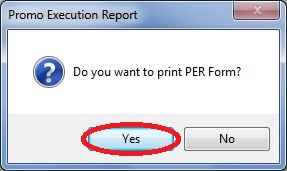 Promo Execution Report
Do you want to print PER Form?
Yes
No